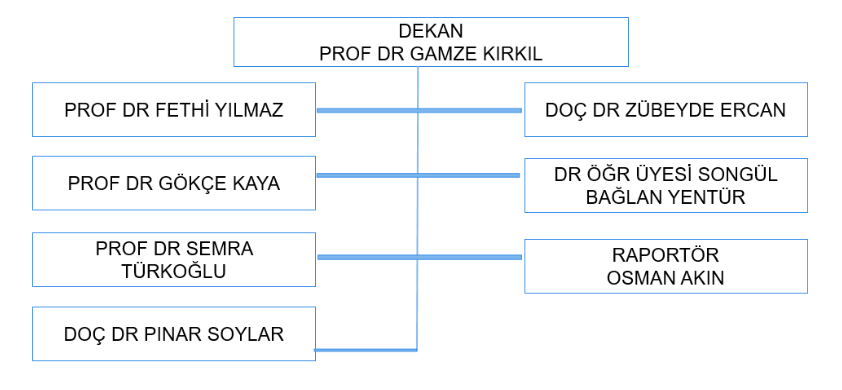 DEKAN
PROF DR GAMZE KIRKIL
PROF DR FETHİ YILMAZ
DOÇ DR ZÜBEYDE ERCAN
PROF DR GÖKÇE KAYA
DR ÖĞR ÜYESİ SONGÜL
BAĞLAN YENTÜR
PROF DR SEMRA
TÜRKOĞLU
RAPORTÖR
OSMAN AKIN
DOÇ DR PINAR SOYLAR